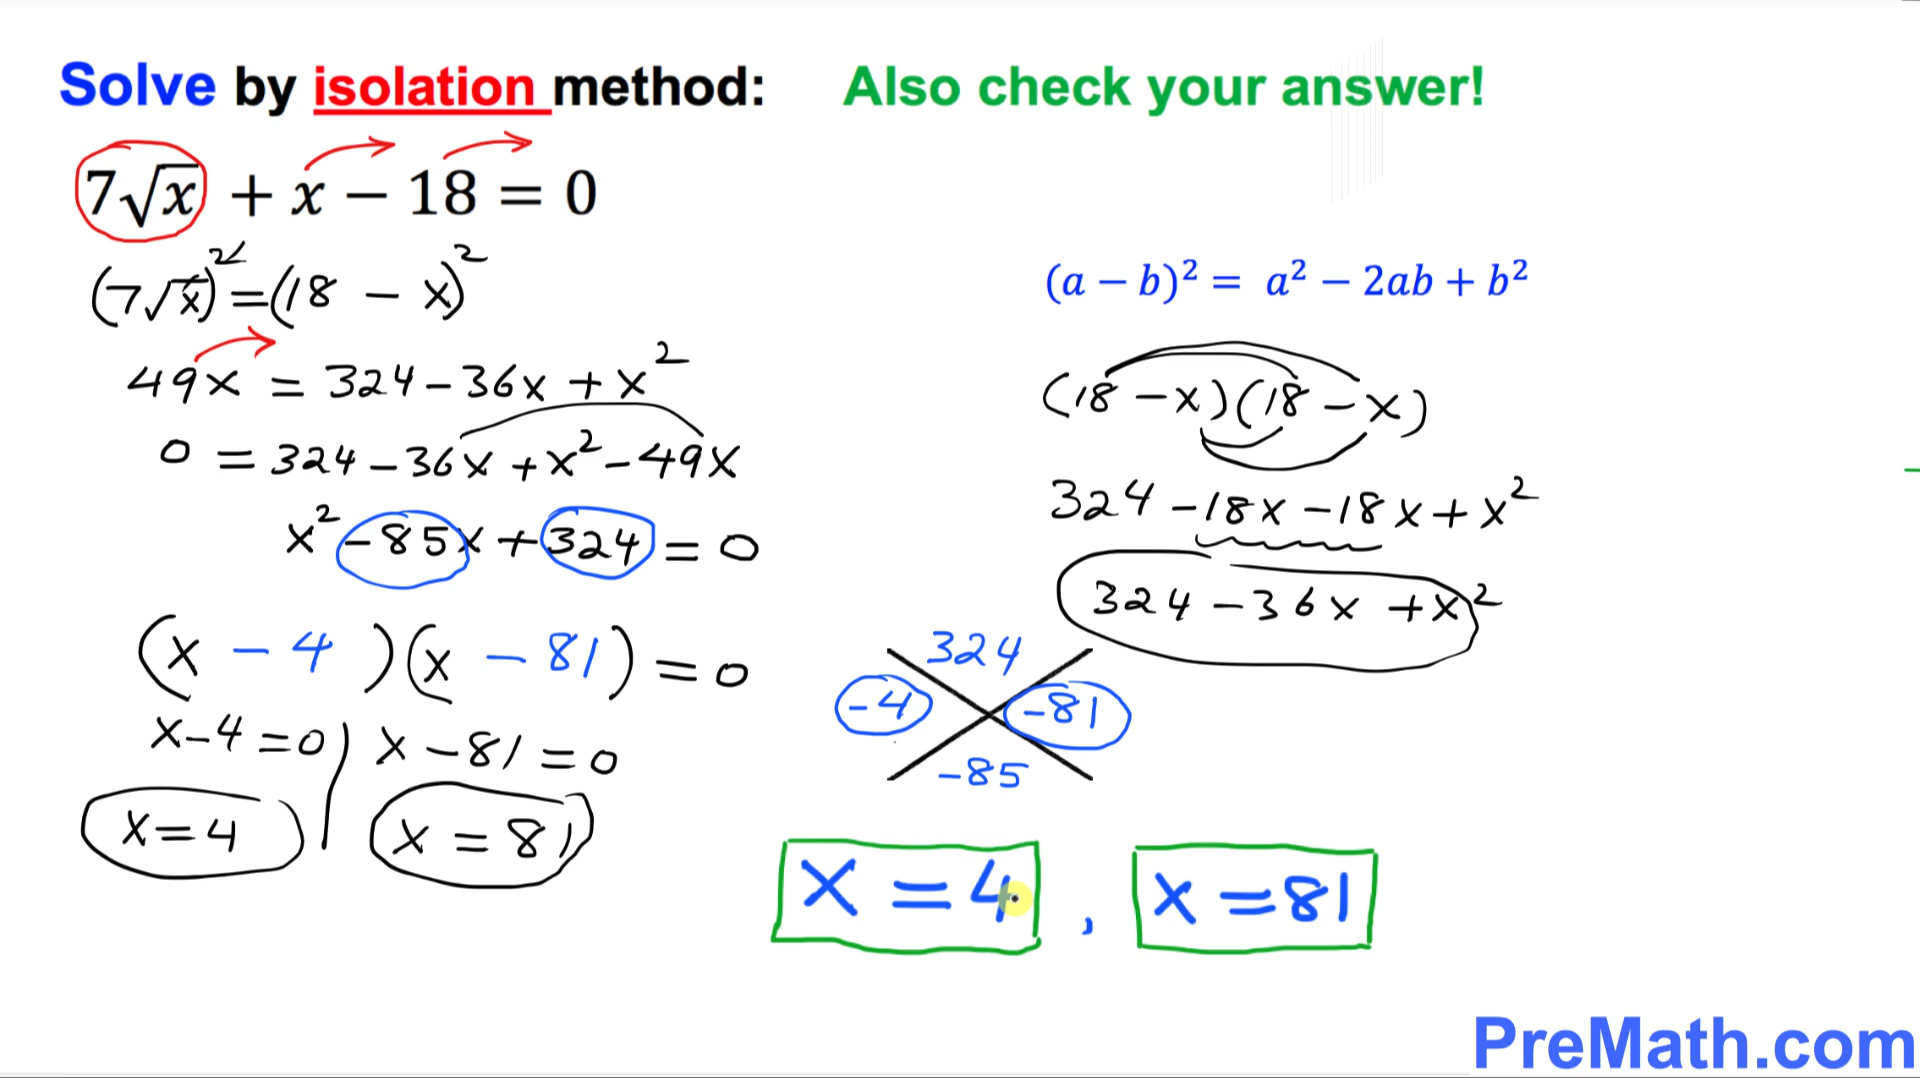 Solve by isolation method: Also check your answer!
7√x + x − 18 = 0
(7√x)² = (18 − x)²
49x = 324 − 36x + x²
0 = 324 − 36x + x² − 49x
x² − 85x + 324 = 0
(x − 4)(x − 81) = 0
x − 4 = 0 | x − 81 = 0
x = 4 | x = 81
(a − b)² = a² − 2ab + b²
(18 − x)(18 − x)
324 − 18x − 18x + x²
324 − 36x + x²
324
−4 −81
−85
x = 4 , x = 81
PreMath.com